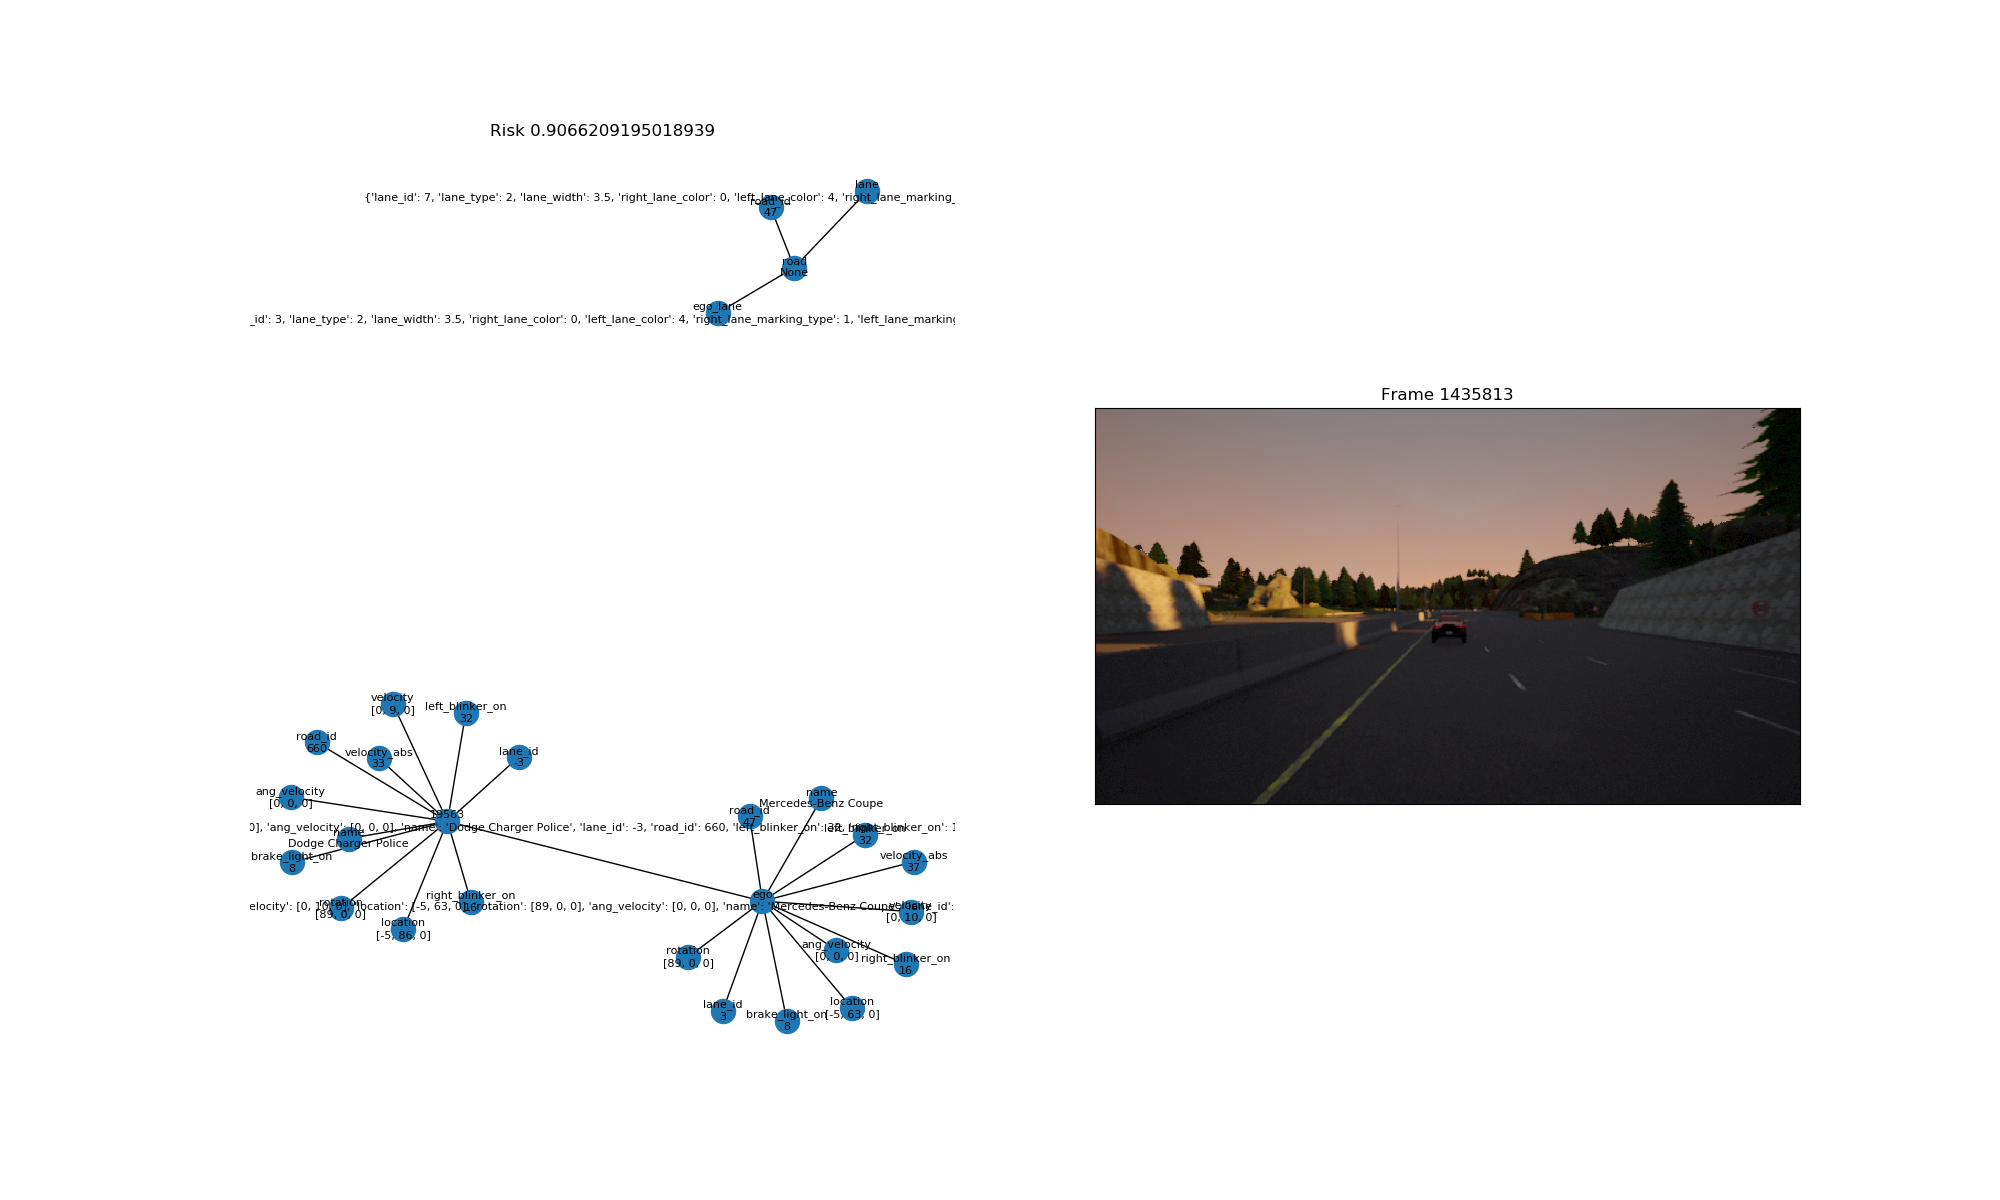 Risk 0.9066209195018939
lane
{'lane_id': 7, 'lane_type': 2, 'lane_width': 3.5, 'right_lane_color': 0, 'left_lane_color': 4, 'right_lane_marking_
road_id
47
road
None
ego_lane
_id': 3, 'lane_type': 2, 'lane_width': 3.5, 'right_lane_color': 0, 'left_lane_color': 4, 'right_lane_marking_type': 1, 'left_lane_marking
Frame 1435813
velocity
[0, 9, 0]
left_blinker_on
32
road_id
660
velocity_abs
33
lane_id
-3
ang_velocity
[0, 0, 0]
name
Mercedes-Benz Coupe
road_id
47
19563
0], 'ang_velocity': [0, 0, 0], 'name': 'Dodge Charger Police', 'lane_id': -3, 'road_id': 660, 'left_blinker_on': 32, 'right_blinker_on': 1
left_blinker_on
32
name
Dodge Charger Police
brake_light_on
8
velocity_abs
37
right_blinker_on
16
ego
elocity': [0, 10, 0], 'location': [-5, 63, 0], 'rotation': [89, 0, 0], 'ang_velocity': [0, 0, 0], 'name': 'Mercedes-Benz Coupe', 'lane_id':
rotation
[89, 0, 0]
velocity
[0, 10, 0]
location
[-5, 86, 0]
ang_velocity
[0, 0, 0]
rotation
[89, 0, 0]
right_blinker_on
16
lane_id
3
location
[-5, 63, 0]
brake_light_on
8